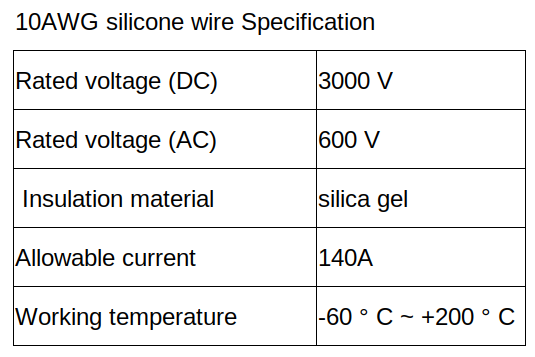 10AWG silicone wire Specification
Rated voltage (DC) 3000 V
Rated voltage (AC) 600 V
Insulation material silica gel
Allowable current 140A
Working temperature -60 ° C ~ +200 ° C